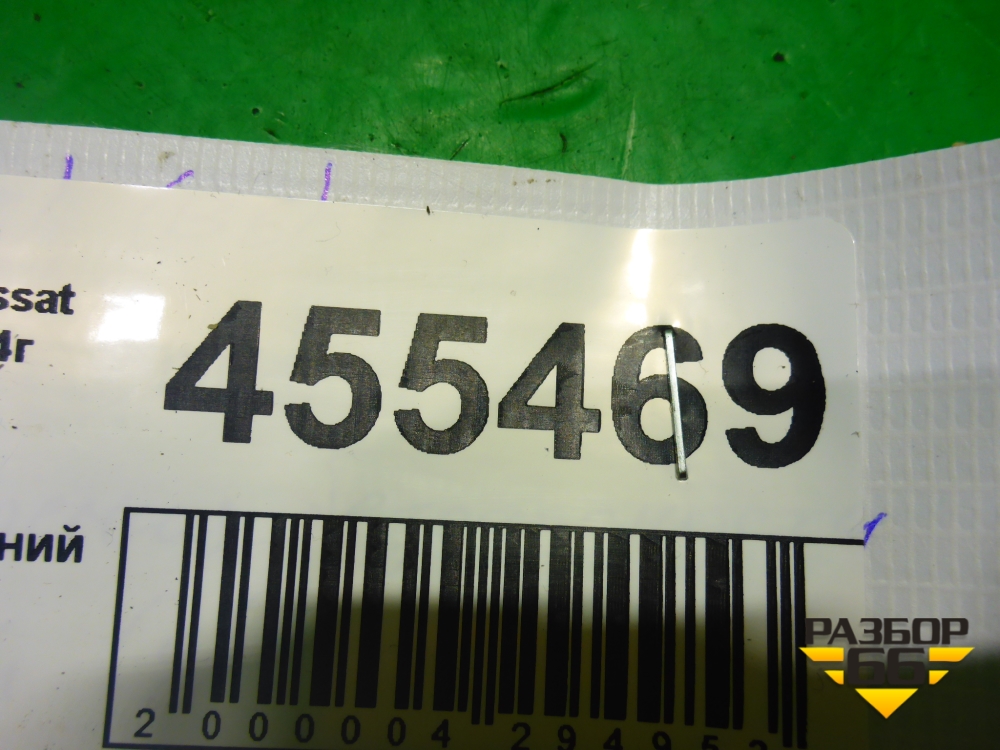 ssat
4г
455469
ний
2 000004 29495
РАЗБОР
66